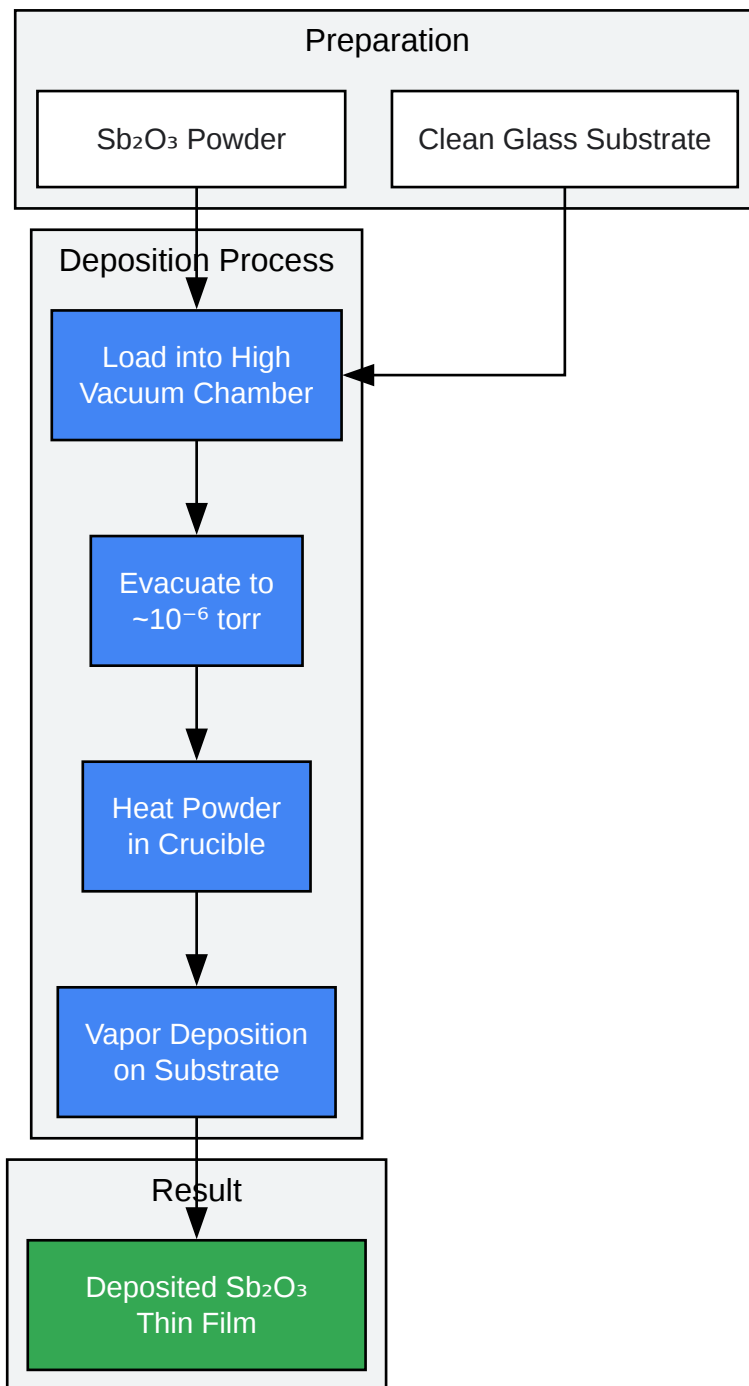 Preparation
Sb₂O₃ Powder
Clean Glass Substrate
Deposition Process
Load into High
Vacuum Chamber
Evacuate to
~10⁻⁶ torr
Heat Powder
in Crucible
Vapor Deposition
on Substrate
Result
Deposited Sb₂O₃
Thin Film